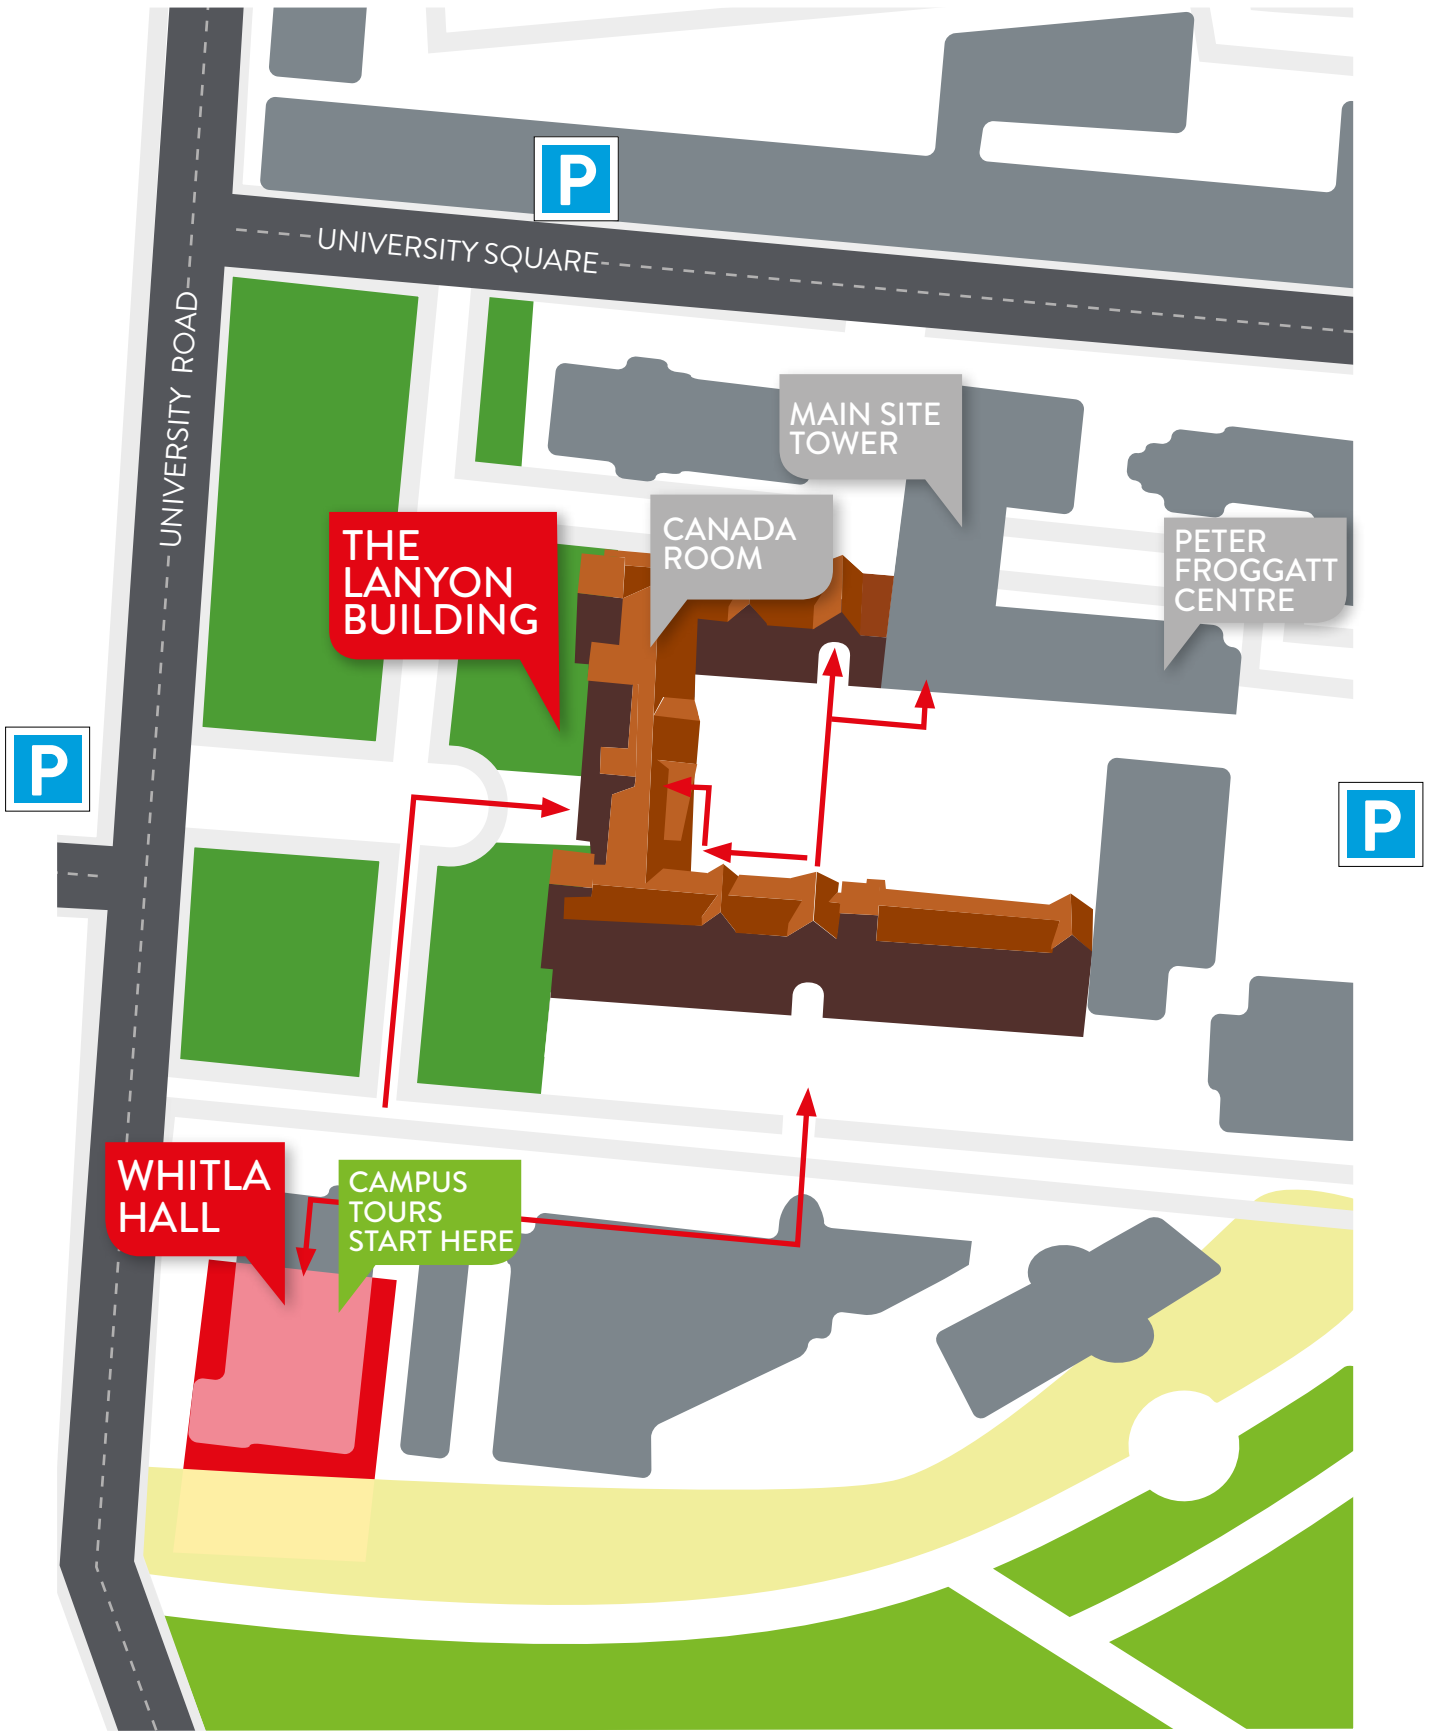 P
UNIVERSITY SQUARE
UNIVERSITY ROAD
MAIN SITE
TOWER
CANADA
ROOM
THE
LANYON
BUILDING
PETER
FROGGATT
CENTRE
P
P
WHITLA
HALL
CAMPUS
TOURS
START HERE